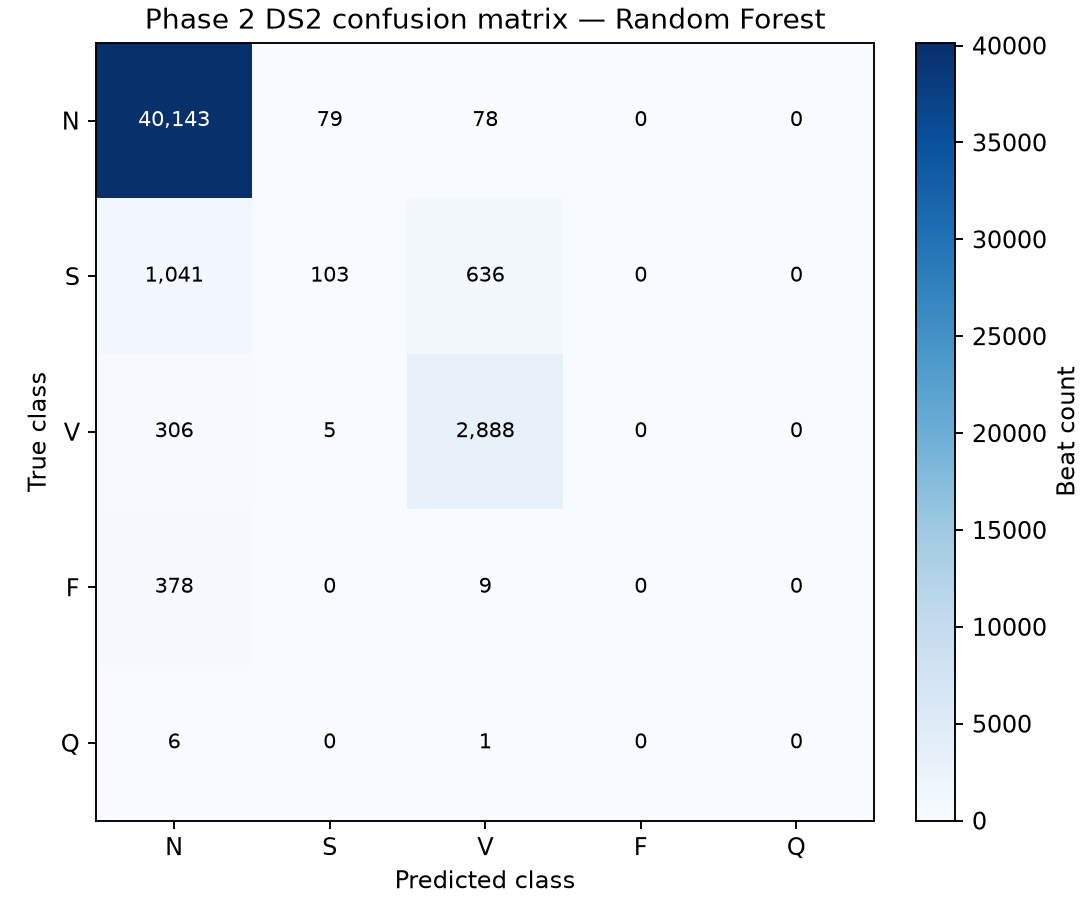 Phase 2 DS2 confusion matrix — Random Forest
N 40,143 79 78 0 0
S 1,041 103 636 0 0
V 306 5 2,888 0 0
F 378 0 9 0 0
Q 6 0 1 0 0
N S V F Q
Predicted class
True class
40000
35000
30000
25000
20000
15000
10000
5000
0
Beat count